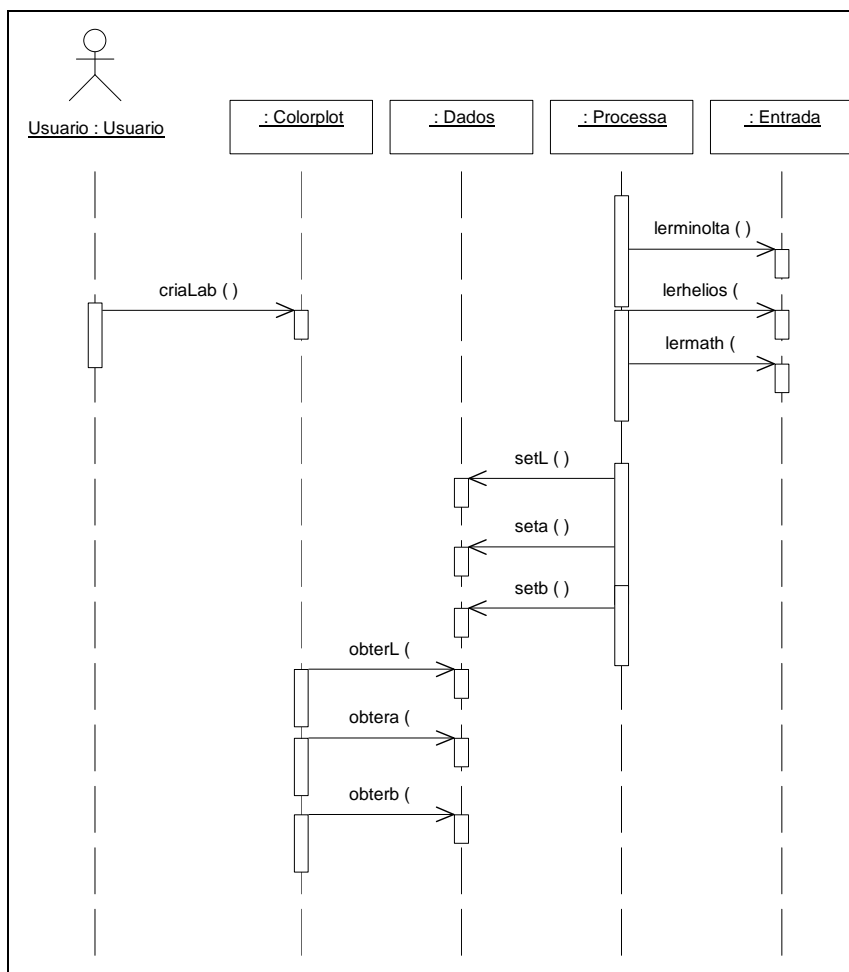 Usuario : Usuario
: Colorplot
: Dados
: Processa
: Entrada
lerminolta ( )
criaLab ( )
lerhelios (
lermath (
setL ( )
seta ( )
setb ( )
obterL (
obtera (
obterb (